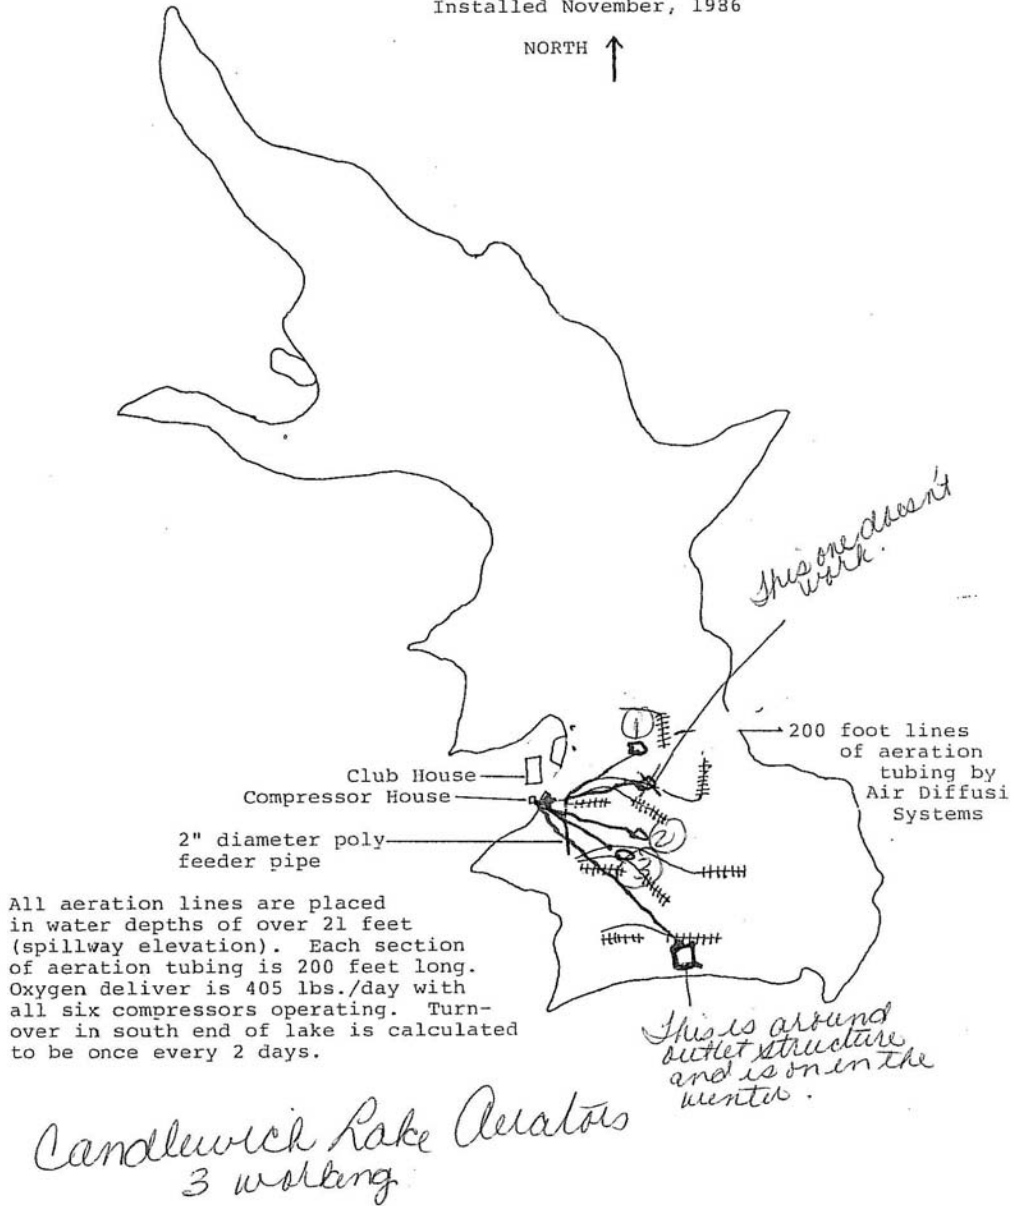 Installed November, 1986
NORTH
This one doesn't
work.
200 foot lines
of aeration
tubing by
Air Diffusi
Systems
1
Club House
Compressor House
2
2" diameter poly
feeder pipe
3
All aeration lines are placed
in water depths of over 21 feet
(spillway elevation). Each section
of aeration tubing is 200 feet long.
Oxygen deliver is 405 lbs./day with
all six compressors operating. Turn-
over in south end of lake is calculated
to be once every 2 days.
This is around
outlet structure
and is on in the
winter.
Candlewick Lake Aerators
3 working